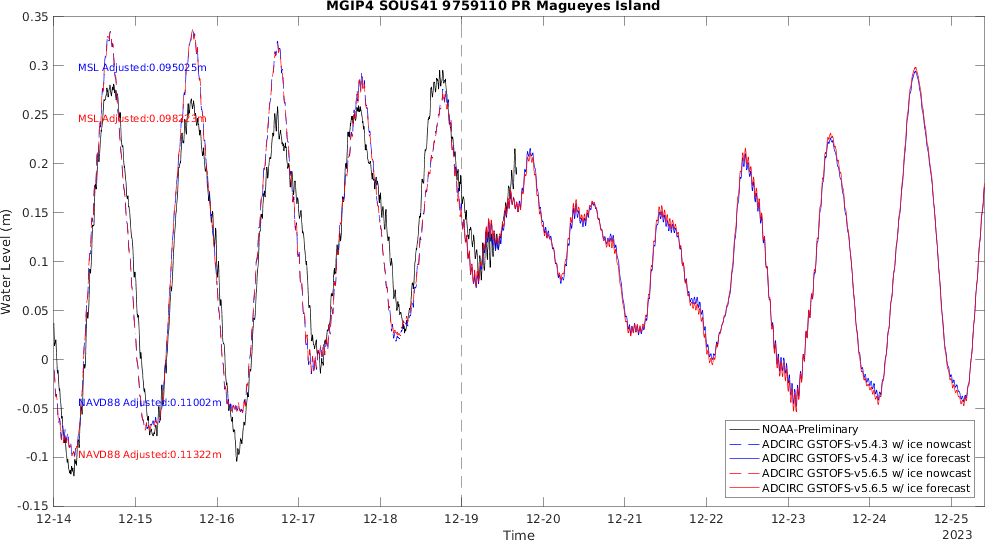 MGIP4 SOUS41 9759110 PR Magueyes Island
Water Level (m)
0.35
0.3
0.25
0.2
0.15
0.1
0.05
0
-0.05
-0.1
-0.15
MSL Adjusted:0.095025m
MSL Adjusted:0.098223m
NAVD88 Adjusted:0.11002m
NAVD88 Adjusted:0.11322m
NOAA-Preliminary
ADCIRC GSTOFS-v5.4.3 w/ ice nowcast
ADCIRC GSTOFS-v5.4.3 w/ ice forecast
ADCIRC GSTOFS-v5.6.5 w/ ice nowcast
ADCIRC GSTOFS-v5.6.5 w/ ice forecast
12-14 12-15 12-16 12-17 12-18 12-19 12-20 12-21 12-22 12-23 12-24 12-25
Time
2023